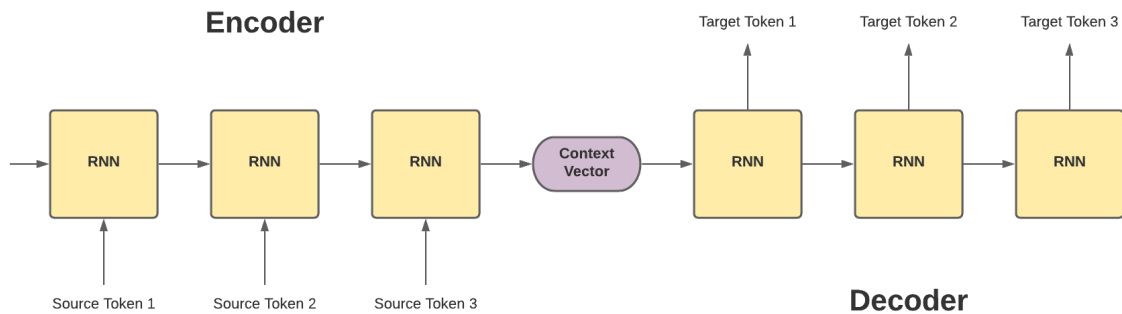 Encoder
Target Token 1
Target Token 2
Target Token 3
RNN
RNN
RNN
Context
Vector
RNN
RNN
RNN
Source Token 1
Source Token 2
Source Token 3
Decoder